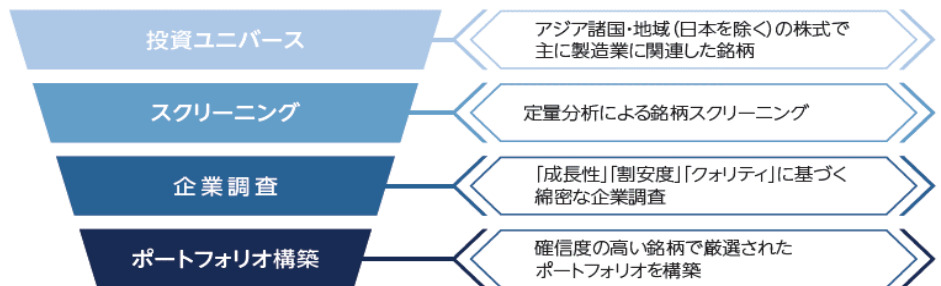 投資ユニバース
アジア諸国・地域（日本を除く）の株式で
主に製造業に関連した銘柄
スクリーニング
定量分析による銘柄スクリーニング
企業調査
「成長性」「割安度」「クォリティ」に基づく
綿密な企業調査
ポートフォリオ構築
確信度の高い銘柄で厳選された
ポートフォリオを構築